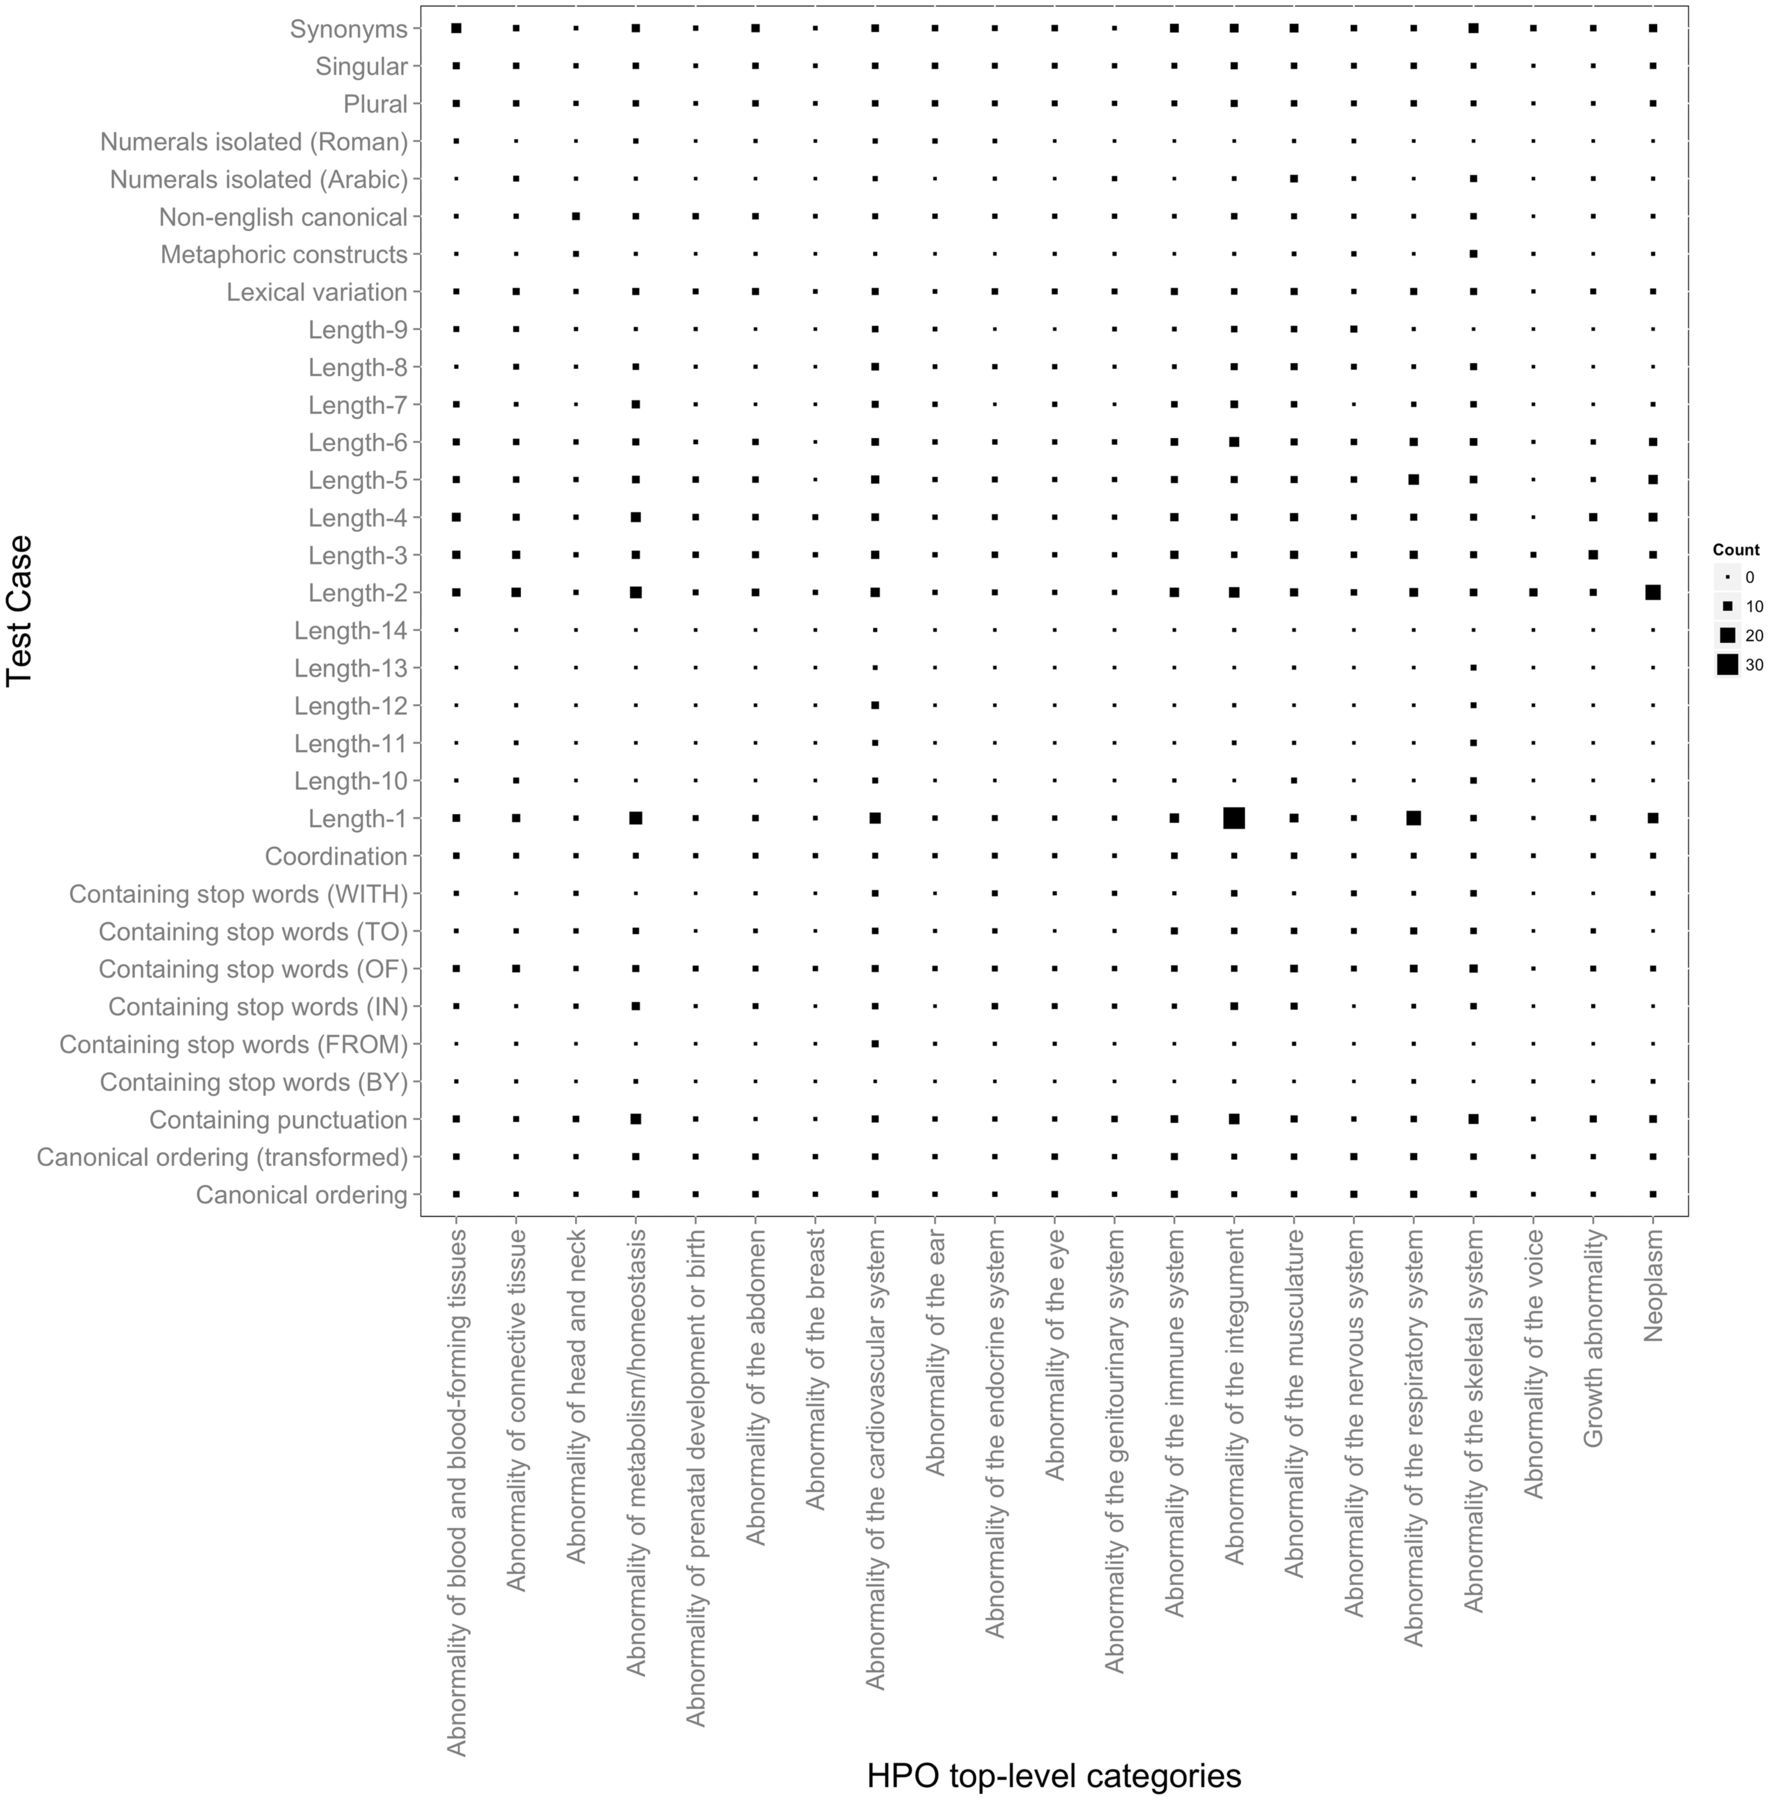 Synonyms
Singular
Plural
Numerals isolated (Roman)
Numerals isolated (Arabic)
Non-english canonical
Metaphoric constructs
Lexical variation
Length-9
Length-8
Length-7
Length-6
Length-5
Length-4
Length-3
Length-2
Length-14
Length-13
Length-12
Length-11
Length-10
Length-1
Coordination
Containing stop words (WITH)
Containing stop words (TO)
Containing stop words (OF)
Containing stop words (IN)
Containing stop words (FROM)
Containing stop words (BY)
Containing punctuation
Canonical ordering (transformed)
Canonical ordering
Test Case
Count
0
10
20
30
Abnormality of blood and blood-forming tissues
Abnormality of connective tissue
Abnormality of head and neck
Abnormality of metabolism/homeostasis
Abnormality of prenatal development or birth
Abnormality of the abdomen
Abnormality of the breast
Abnormality of the cardiovascular system
Abnormality of the ear
Abnormality of the endocrine system
Abnormality of the eye
Abnormality of the genitourinary system
Abnormality of the immune system
Abnormality of the integument
Abnormality of the musculature
Abnormality of the nervous system
Abnormality of the respiratory system
Abnormality of the skeletal system
Abnormality of the voice
Growth abnormality
Neoplasm
HPO top-level categories